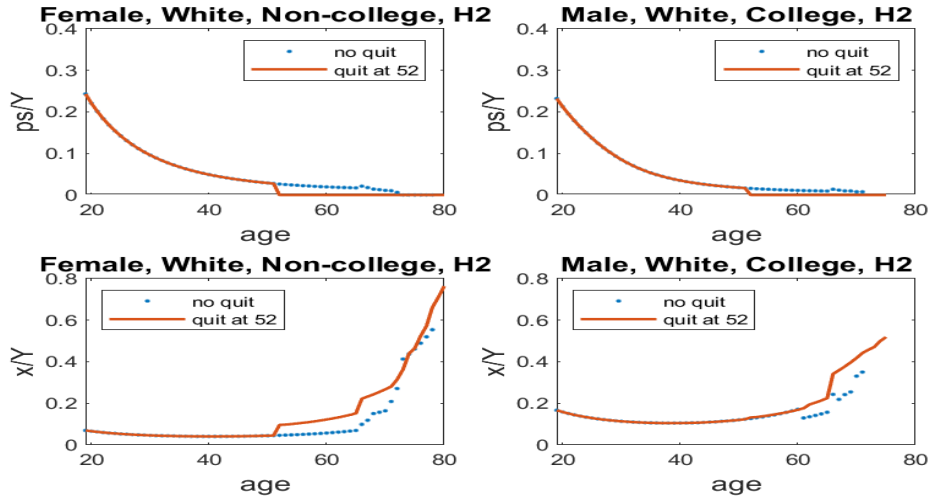 Female, White, Non-college, H2
0.4
0.3
0.2
0.1
0
ps/Y
no quit
quit at 52
20 40 60 80
age
Male, White, College, H2
0.4
0.3
0.2
0.1
0
ps/Y
no quit
quit at 52
20 40 60 80
age
Female, White, Non-college, H2
0.8
0.6
0.4
0.2
0
x/Y
no quit
quit at 52
20 40 60 80
age
Male, White, College, H2
0.8
0.6
0.4
0.2
0
x/Y
no quit
quit at 52
20 40 60 80
age